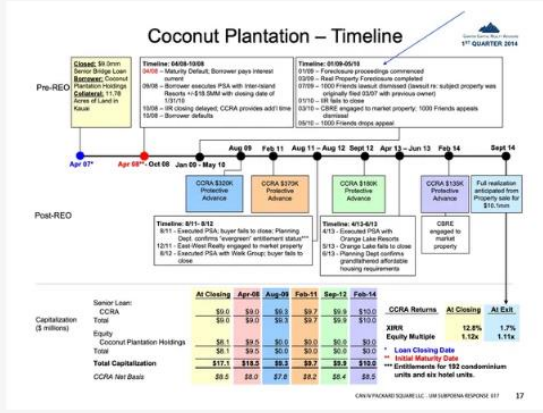 Coconut Plantation – Timeline
1ST QUARTER 2014
Pre-REO
Closed: $9.0mm
Senior Bridge Loan
Borrower: Coconut
Plantation Holdings
Collateral: 11.78
Acres of Land in
Kauai
Timeline: 04/08-10/08
04/08 – Maturity Default; Borrower pays interest
current
09/08 – Borrower executes PSA with Inter-Island
Resorts +/-$18.5MM with closing date of
1/31/10
10/08 – IIR closing delayed; CCRA provides add'l time
10/08 – Borrower defaults
Timeline: 01/09-05/10
01/09 – Foreclosure proceedings commenced
03/09 – Real Property Foreclosure completed
07/09 – 1000 Friends lawsuit dismissed (lawsuit rs: subject property was
originally filed 03/07 with previous owner)
01/10 – IIR fails to close
03/10 – CBRE engaged to market property; 1000 Friends appeals
dismissal
05/10 – 1000 Friends drops appeal
Apr 07*
Apr 08**- Oct 08
Jan 09 - May 10
Aug 09
Feb 11
Aug 11 – Aug 12
Sept 12
Apr 13 – Jun 13
Feb 14
Sept 14
Post-REO
CCRA $320K
Protective
Advance
CCRA $370K
Protective
Advance
CCRA $180K
Protective
Advance
CCRA $135K
Protective
Advance
Full realization
anticipated from
Property sale for
$10.1mm
Timeline: 8/11- 8/12
8/11 - Executed PSA; buyer fails to close; Planning
Dept. confirms "evergreen" entitlement status***
12/11 - East-West Realty engaged to market property
8/12 - Executed PSA with Walk Group; buyer fails to
close
Timeline: 4/13-6/13
4/13 - Executed PSA with
Orange Lake Resorts
5/13 - Orange Lake fails to close
6/13 - Planning Dept confirms
grandfathered affordable
housing requirements
CBRE
engaged to
market
property
Capitalization
($ millions)
At Closing Apr-08 Aug-09 Feb-11 Sep-12 Feb-14
Senior Loan:
CCRA $9.0 $9.0 $9.3 $9.7 $9.9 $10.0
Total $9.0 $9.0 $9.3 $9.7 $9.9 $10.0
Equity
Coconut Plantation Holdings $8.1 $9.5 $0.0 $0.0 $0.0 $0.0
Total $8.1 $9.5 $0.0 $0.0 $0.0 $0.0
Total Capitalization $17.1 $18.5 $9.3 $9.7 $9.9 $10.0
CCRA Net Basis $8.5 $8.0 $7.8 $8.2 $8.4 $8.5
CCRA Returns At Closing At Exit
XIRR 12.8% 1.7%
Equity Multiple 1.12x 1.11x
* Loan Closing Date
** Initial Maturity Date
*** Entitlements for 192 condominium
units and six hotel units.
17